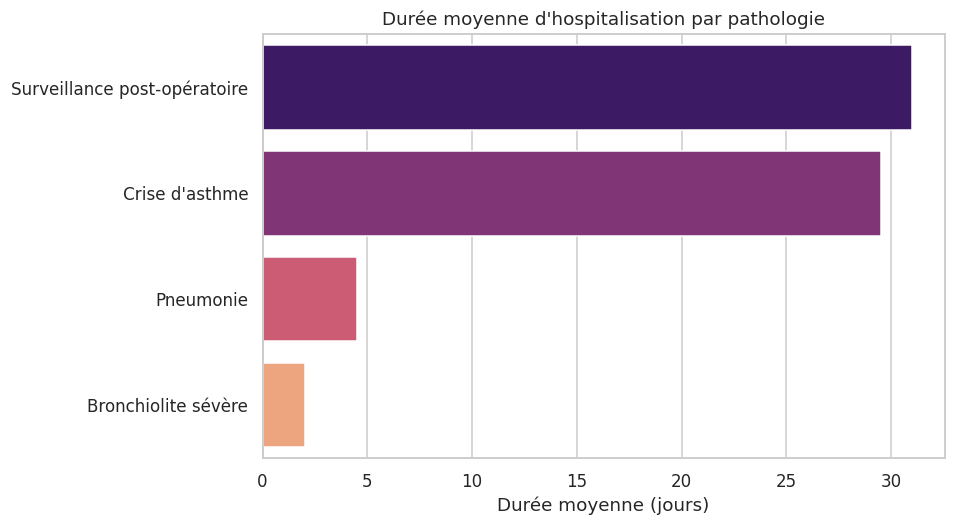 Durée moyenne d'hospitalisation par pathologie
Surveillance post-opératoire
Crise d'asthme
Pneumonie
Bronchiolite sévère
0 5 10 15 20 25 30
Durée moyenne (jours)